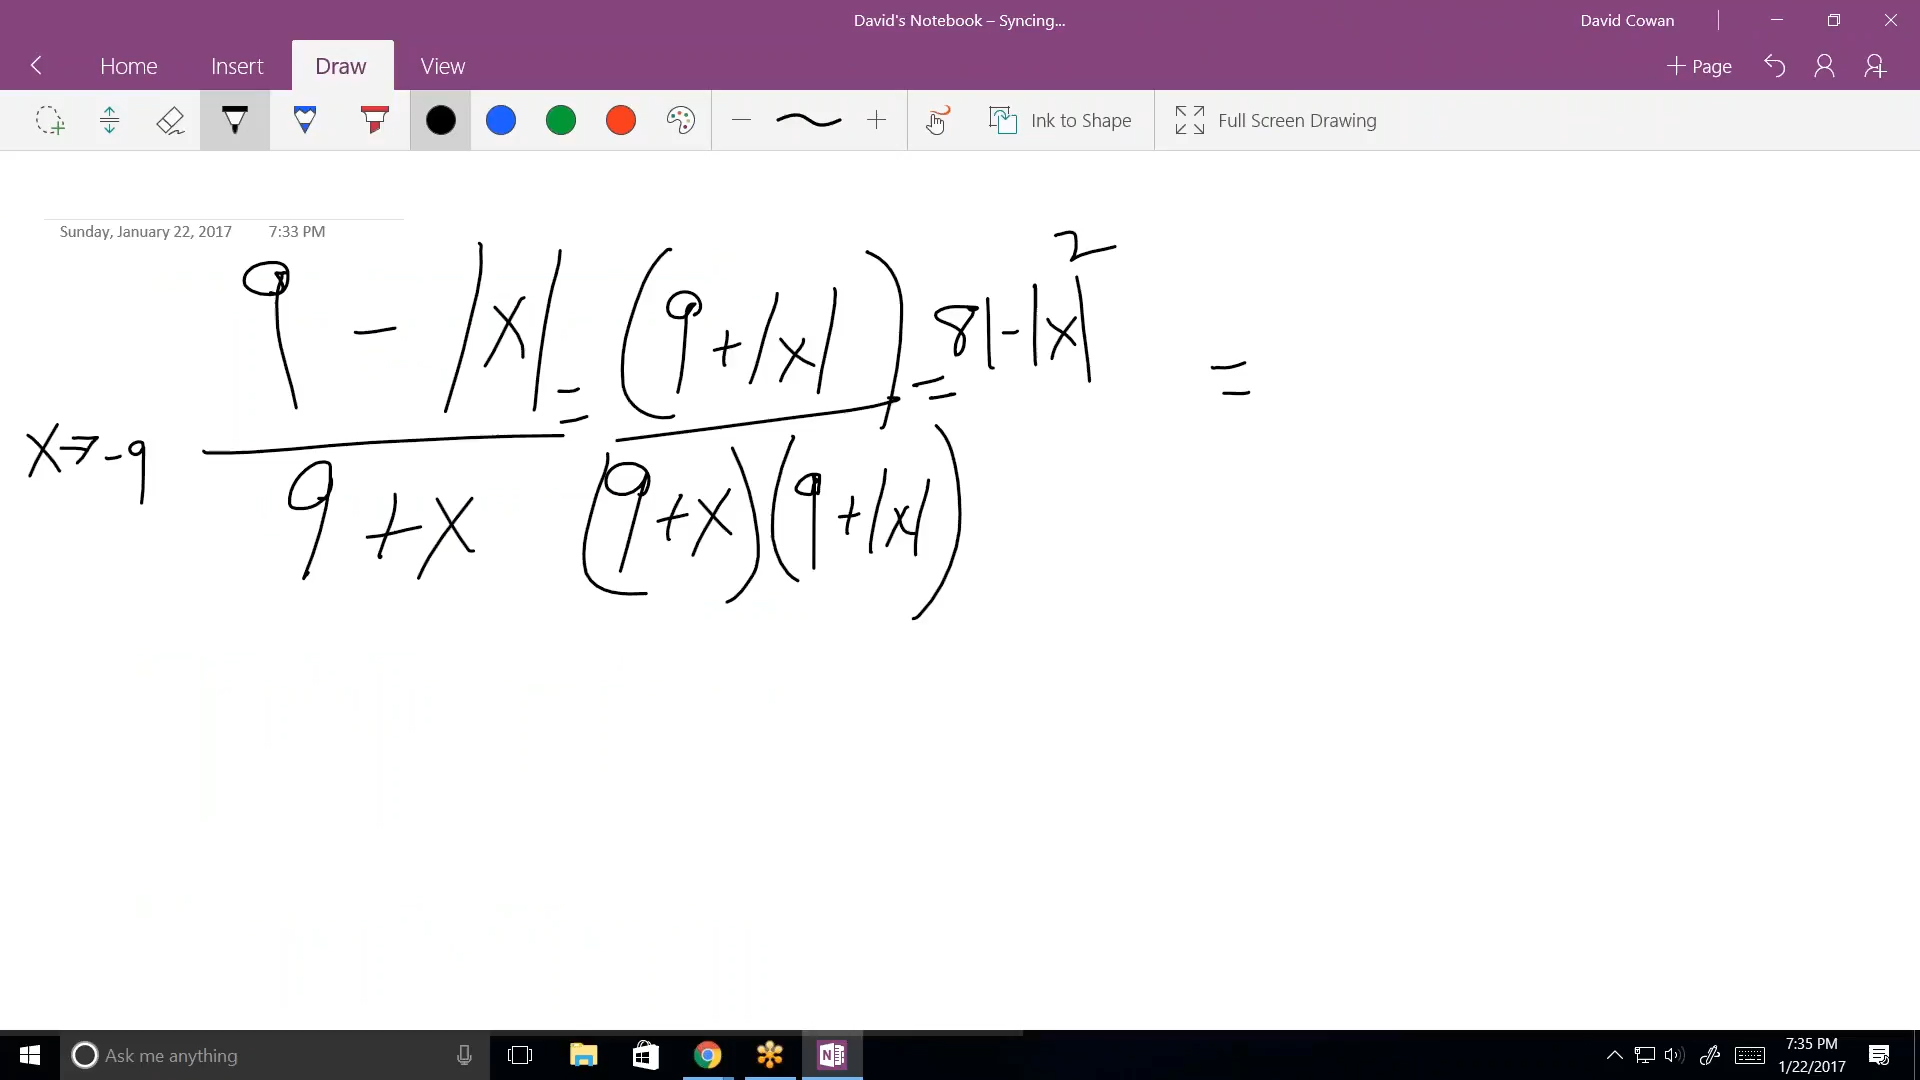 David's Notebook – Syncing...
David Cowan
Home Insert Draw View
Page
Ink to Shape
Full Screen Drawing
Sunday, January 22, 2017 7:33 PM
9 - |x| = (9 + |x|) = 81 - |x|² =
x → -9
9 + x (9 + x)(9 + |x|)
Ask me anything
N
7:35 PM
1/22/2017